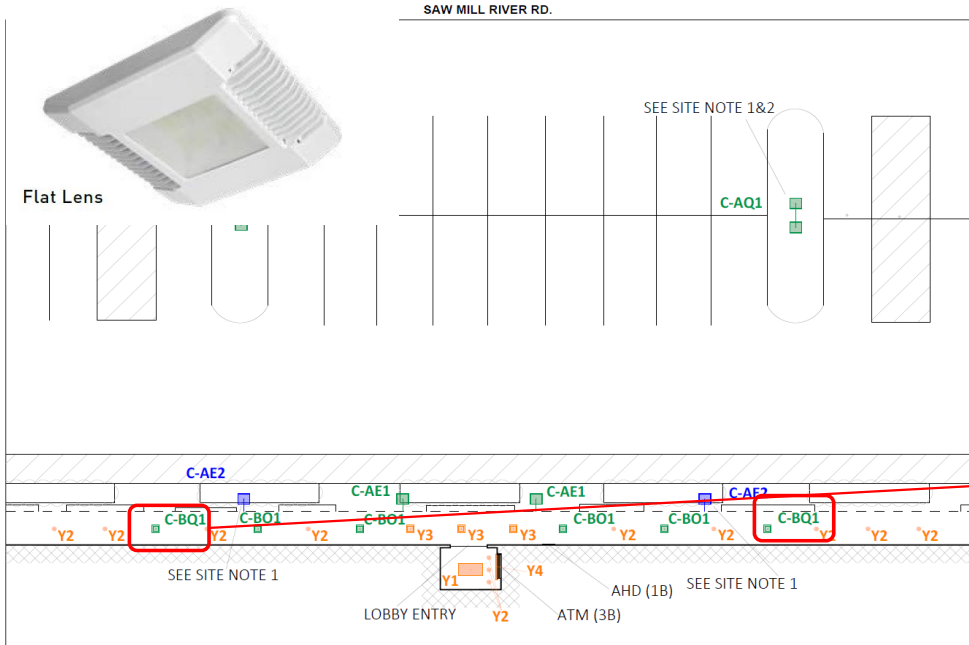 SAW MILL RIVER RD.
SEE SITE NOTE 1&2
Flat Lens
C-AQ1
C-AE2
C-AE1
C-AE1
C-AE2
C-BQ1
C-BO1
C-BO1
C-BO1
C-BO1
C-BQ1
Y2
Y2
Y2
Y2
Y3
Y3
Y2
Y2
Y2
Y2
Y2
SEE SITE NOTE 1
Y1
Y4
AHD (1B)
SEE SITE NOTE 1
LOBBY ENTRY
Y2
ATM (3B)